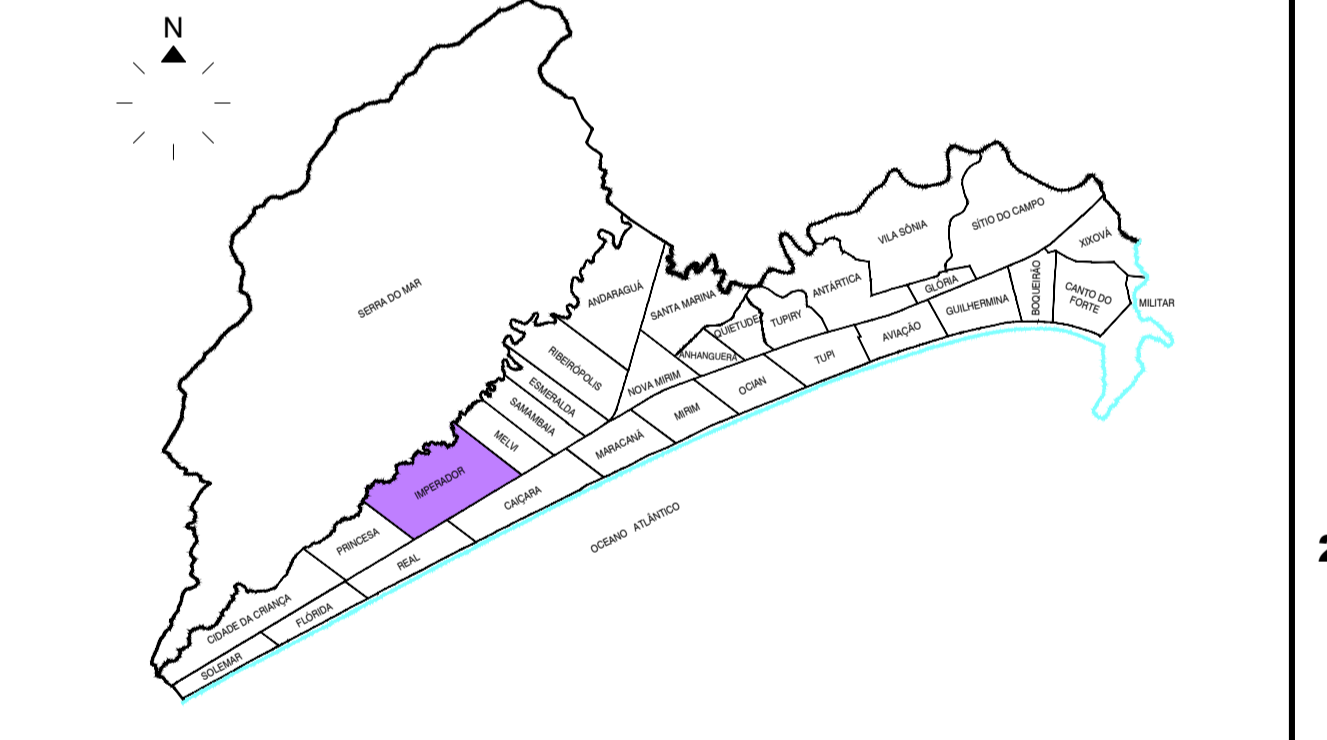 N
SERRA DO MAR
VILA SÔNIA
SÍTIO DO CAMPO
XIXOVÁ
ANDARAGUÁ
SANTA MARINA
ANTÁRTICA
GLÓRIA
GUILHERMINA
BOQUEIRÃO
CANTO DO
FORTE
MILITAR
QUIETUDE
TUPIRY
ANHANGUERA
AVIAÇÃO
TUPI
OCIAN
NOVA MIRIM
MIRIM
RIBEIRÓPOLIS
ESMERALDA
SAMAMBAIA
MELVI
MARACANÃ
IMPERADOR
CAIÇARA
OCEANO ATLÂNTICO
PRINCESA
REAL
CIDADE DA CRIANÇA
FLÓRIDA
SOLEMAR